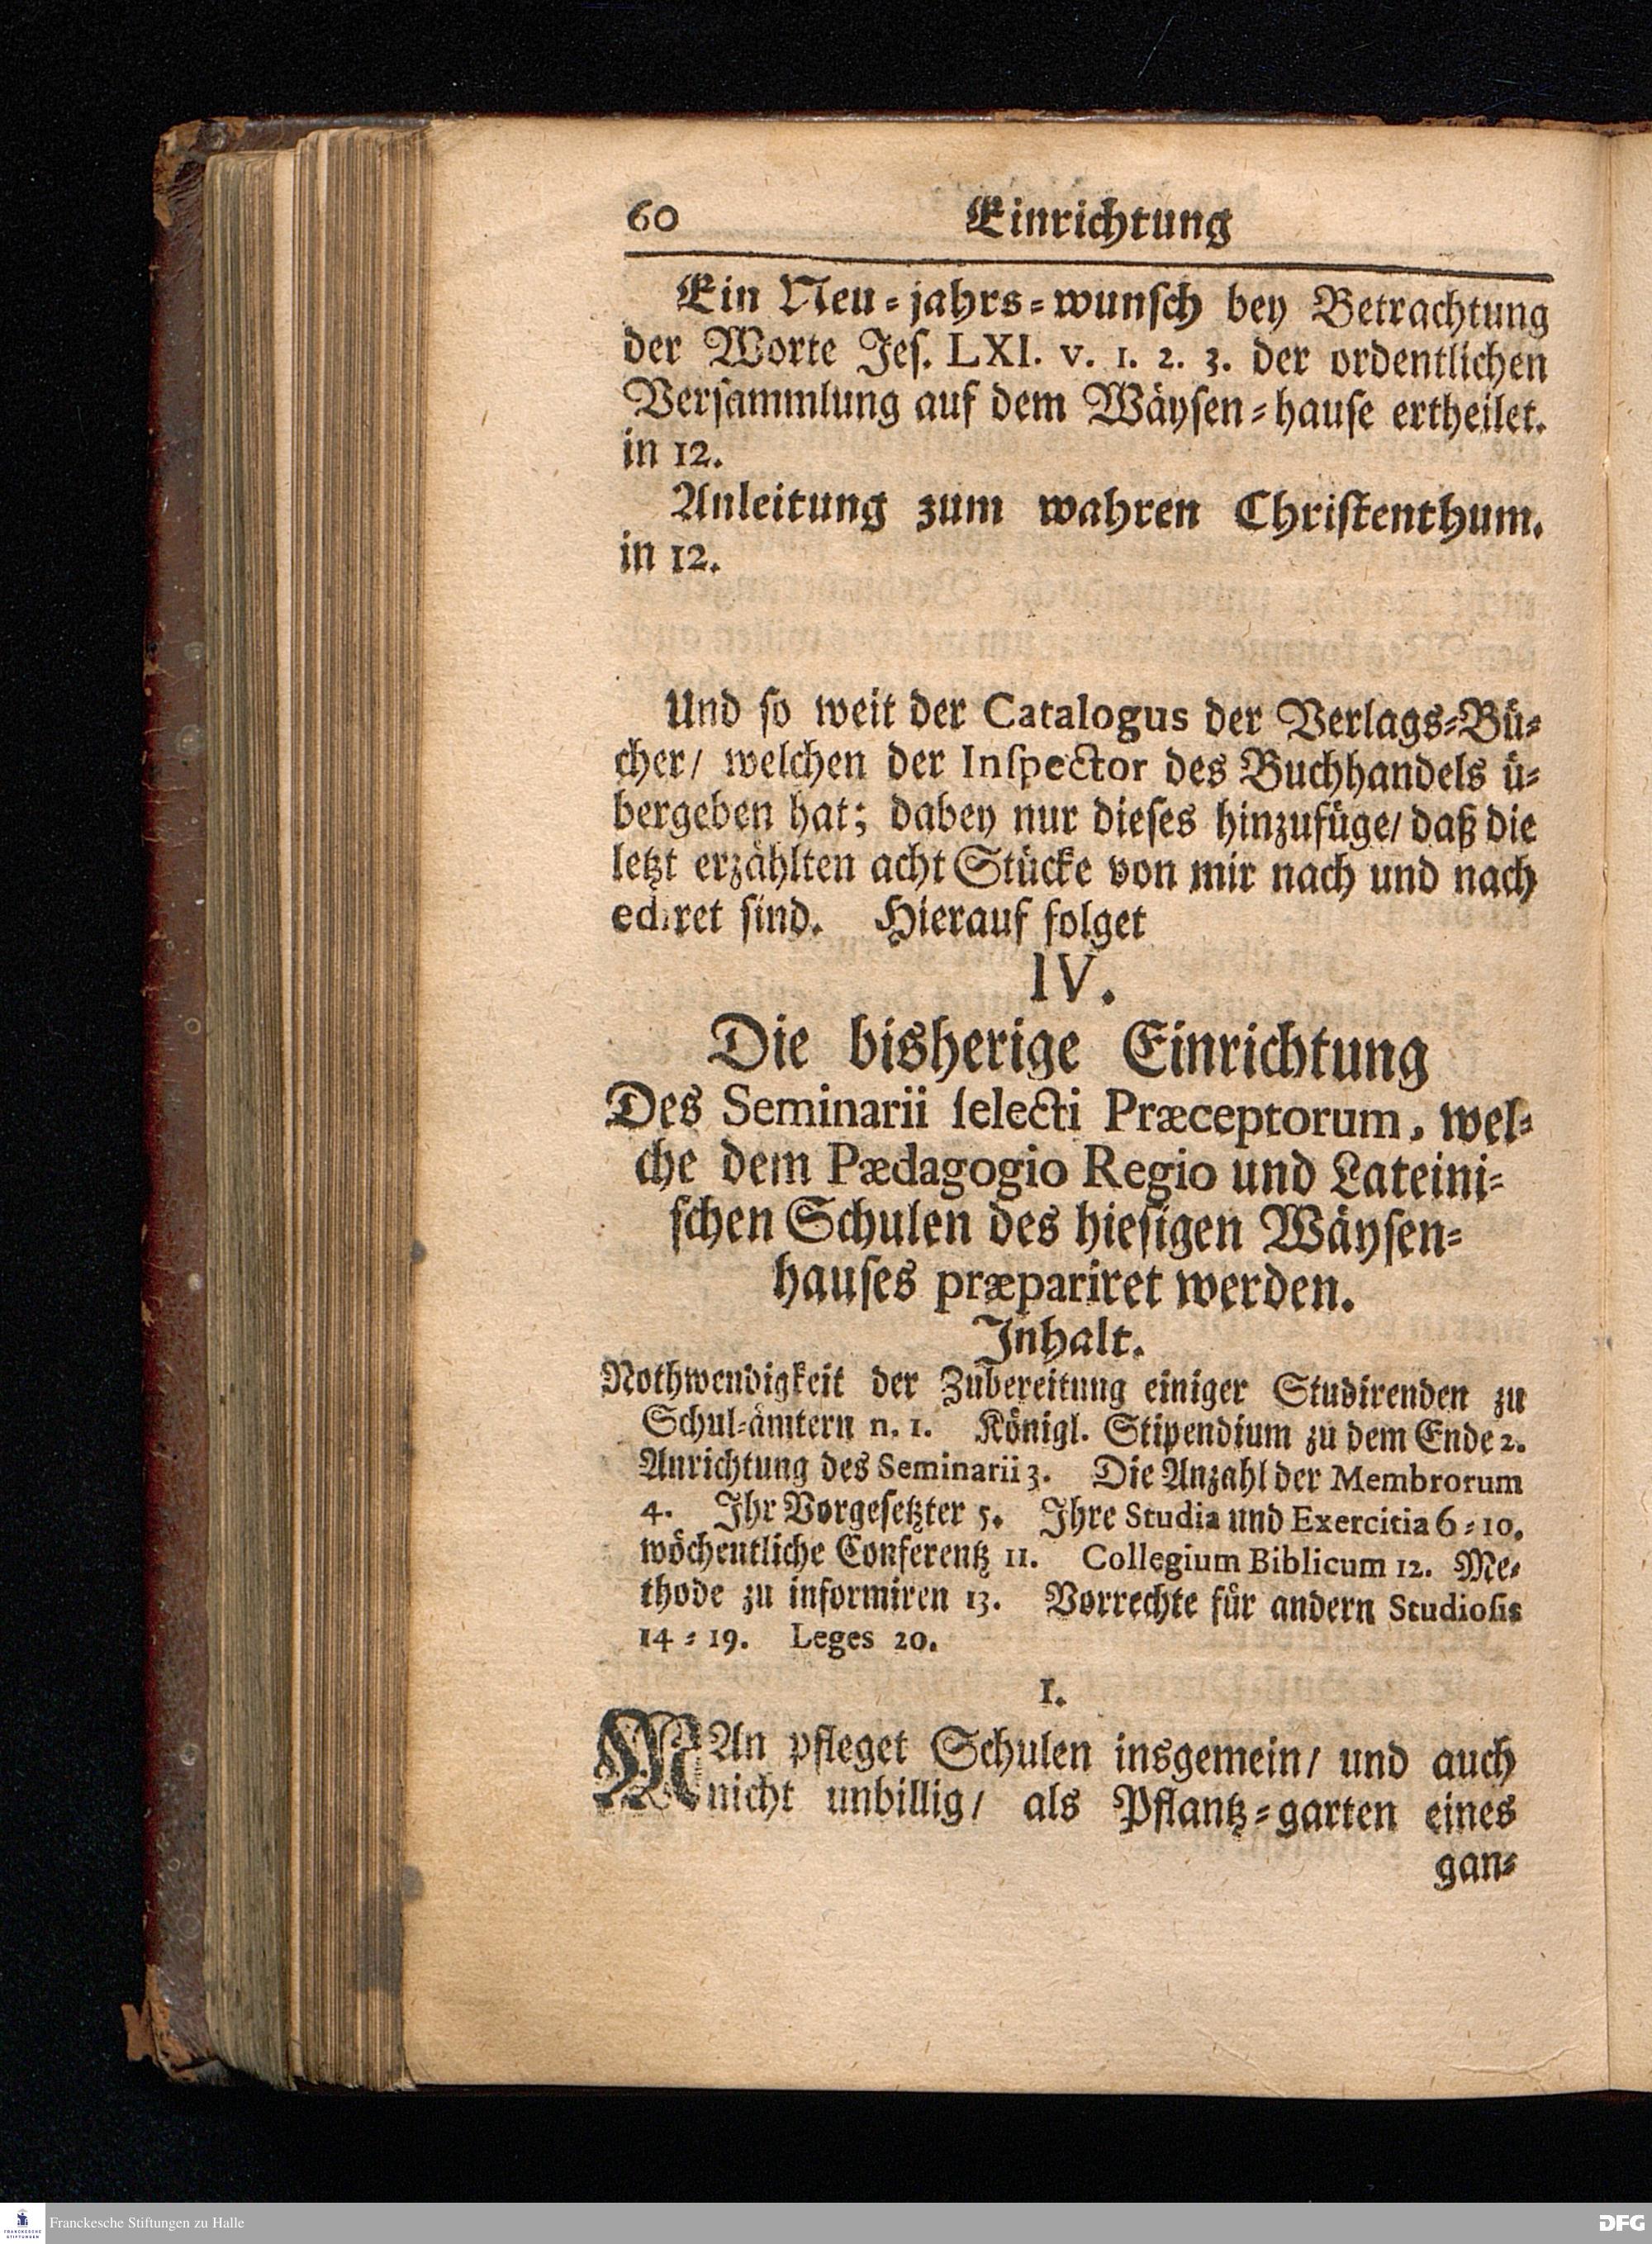 60 Einrichtung
Ein Neu-jahrs-wunſch bey Betrachtung
der Worte Jeſ. LXI. v. 1. 2. 3. der ordentlichen
Verſammlung auf dem Wäyſen-hauſe ertheilet.
in 12.
Anleitung zum wahren Chriſtenthum.
in 12.
Und ſo weit der Catalogus der Verlags-Bü-
cher/ welchen der Inſpector des Buchhandels ü-
bergeben hat; dabey nur dieſes hinzufüge/ daß die
letzt erzählten acht Stücke von mir nach und nach
ediret ſind. Hierauf folget
IV.
Die bisherige Einrichtung
Des Seminarii ſelecti Præceptorum, wel-
che dem Pædagogio Regio und Lateini-
ſchen Schulen des hieſigen Wäyſen-
hauſes præpariret werden.
Inhalt.
Nothwendigkeit der Zubereitung einiger Studirenden zu
Schul-ämtern n. 1. Königl. Stipendium zu dem Ende 2.
Anrichtung des Seminarii 3. Die Anzahl der Membrorum
4. Ihr Vorgeſetzter 5. Ihre Studia und Exercitia 6-10.
wöchentliche Conferentz 11. Collegium Biblicum 12. Me-
thode zu informiren 13. Vorrechte für andern Studioſis
14-19. Leges 20.
1.
MAn pfleget Schulen insgemein/ und auch
nicht unbillig/ als Pflantz-garten eines
gan-
FRANCKESCHE
STIFTUNGEN
Franckesche Stiftungen zu Halle
DFG